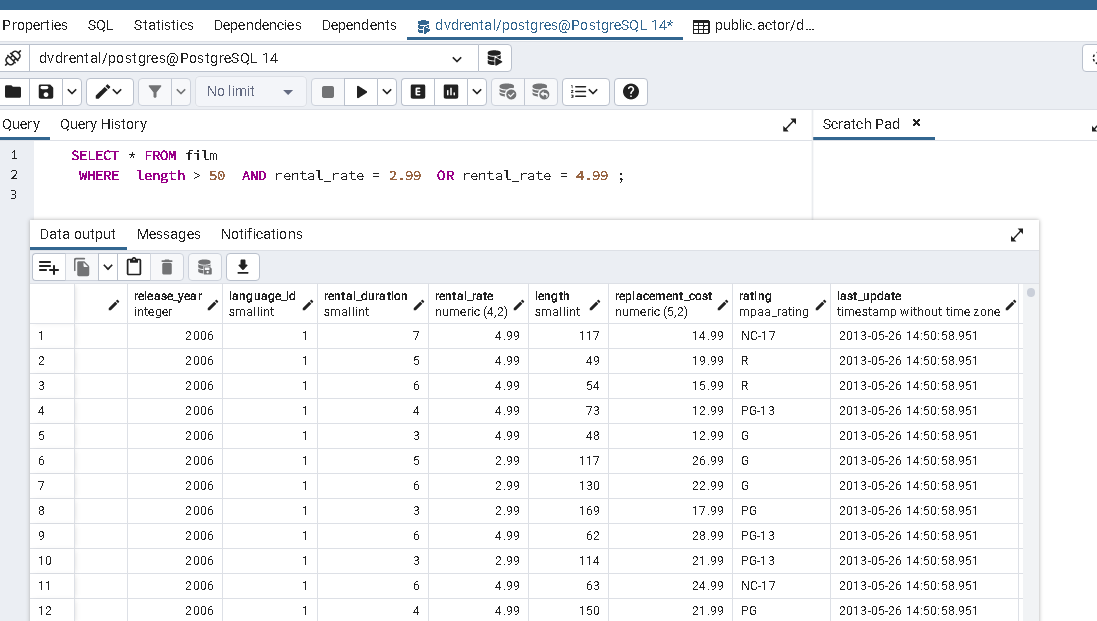 Properties SQL Statistics Dependencies Dependents dvdrental/postgres@PostgreSQL 14* public.actor/d...
dvdrental/postgres@PostgreSQL 14
No limit E
Query Query History Scratch Pad
1 SELECT * FROM film
2 WHERE length > 50 AND rental_rate = 2.99 OR rental_rate = 4.99 ;
3
Data output Messages Notifications
release_year language_id rental_duration rental_rate length replacement_cost rating last_update
integer smallint smallint numeric (4,2) smallint numeric (5,2) mpaa_rating timestamp without time zone
1 2006 1 7 4.99 117 14.99 NC-17 2013-05-26 14:50:58.951
2 2006 1 5 4.99 49 19.99 R 2013-05-26 14:50:58.951
3 2006 1 6 4.99 54 15.99 R 2013-05-26 14:50:58.951
4 2006 1 4 4.99 73 12.99 PG-13 2013-05-26 14:50:58.951
5 2006 1 3 4.99 48 12.99 G 2013-05-26 14:50:58.951
6 2006 1 5 2.99 117 26.99 G 2013-05-26 14:50:58.951
7 2006 1 6 2.99 130 22.99 G 2013-05-26 14:50:58.951
8 2006 1 3 2.99 169 17.99 PG 2013-05-26 14:50:58.951
9 2006 1 6 4.99 62 28.99 PG-13 2013-05-26 14:50:58.951
10 2006 1 3 2.99 114 21.99 PG-13 2013-05-26 14:50:58.951
11 2006 1 6 4.99 63 24.99 NC-17 2013-05-26 14:50:58.951
12 2006 1 4 4.99 150 21.99 PG 2013-05-26 14:50:58.951